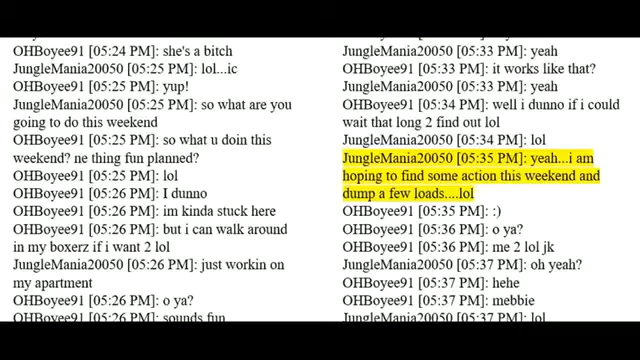 OHBoyee91 [05:24 PM]: she's a bitch
JungleMania20050 [05:25 PM]: lol...ic
OHBoyee91 [05:25 PM]: yup!
JungleMania20050 [05:25 PM]: so what are you
going to do this weekend
OHBoyee91 [05:25 PM]: so what u doin this
weekend? ne thing fun planned?
OHBoyee91 [05:25 PM]: lol
OHBoyee91 [05:26 PM]: I dunno
OHBoyee91 [05:26 PM]: im kinda stuck here
OHBoyee91 [05:26 PM]: but i can walk around
in my boxerz if i want 2 lol
JungleMania20050 [05:26 PM]: just workin on
my apartment
OHBoyee91 [05:26 PM]: o ya?
OHBoyee91 [05:26 PM]: sounds fun
JungleMania20050 [05:33 PM]: yeah
OHBoyee91 [05:33 PM]: it works like that?
JungleMania20050 [05:33 PM]: yeah
OHBoyee91 [05:34 PM]: well i dunno if i could
wait that long 2 find out lol
JungleMania20050 [05:34 PM]: lol
JungleMania20050 [05:35 PM]: yeah...i am
hoping to find some action this weekend and
dump a few loads....lol
OHBoyee91 [05:35 PM]: :)
OHBoyee91 [05:36 PM]: o ya?
OHBoyee91 [05:36 PM]: me 2 lol jk
JungleMania20050 [05:37 PM]: oh yeah?
OHBoyee91 [05:37 PM]: hehe
OHBoyee91 [05:37 PM]: mebbie
JungleMania20050 [05:37 PM]: lol